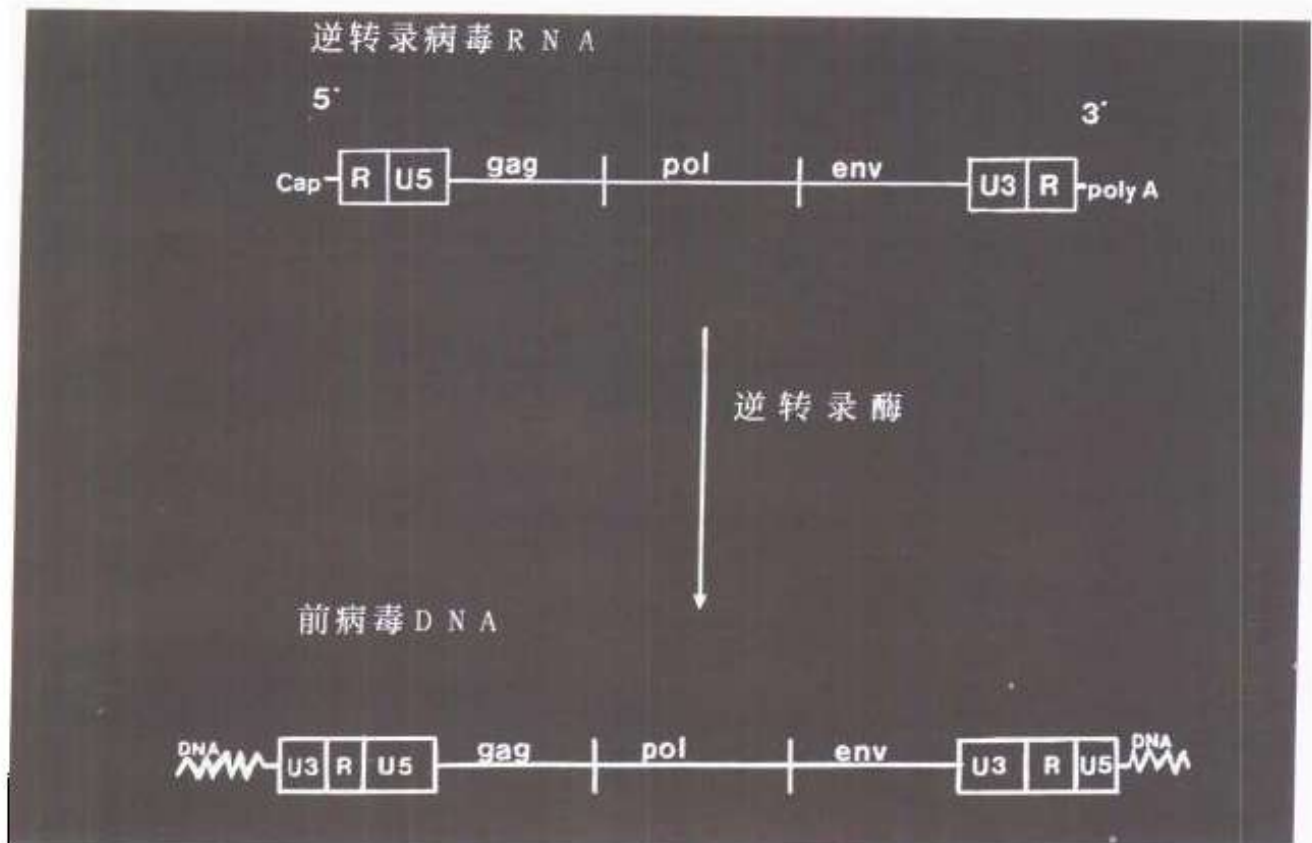 逆转录病毒RNA
5'
3'
Cap R U5 gag pol env U3 R poly A
逆转录酶
前病毒DNA
DNA U3 R U5 gag pol env U3 R U5 DNA